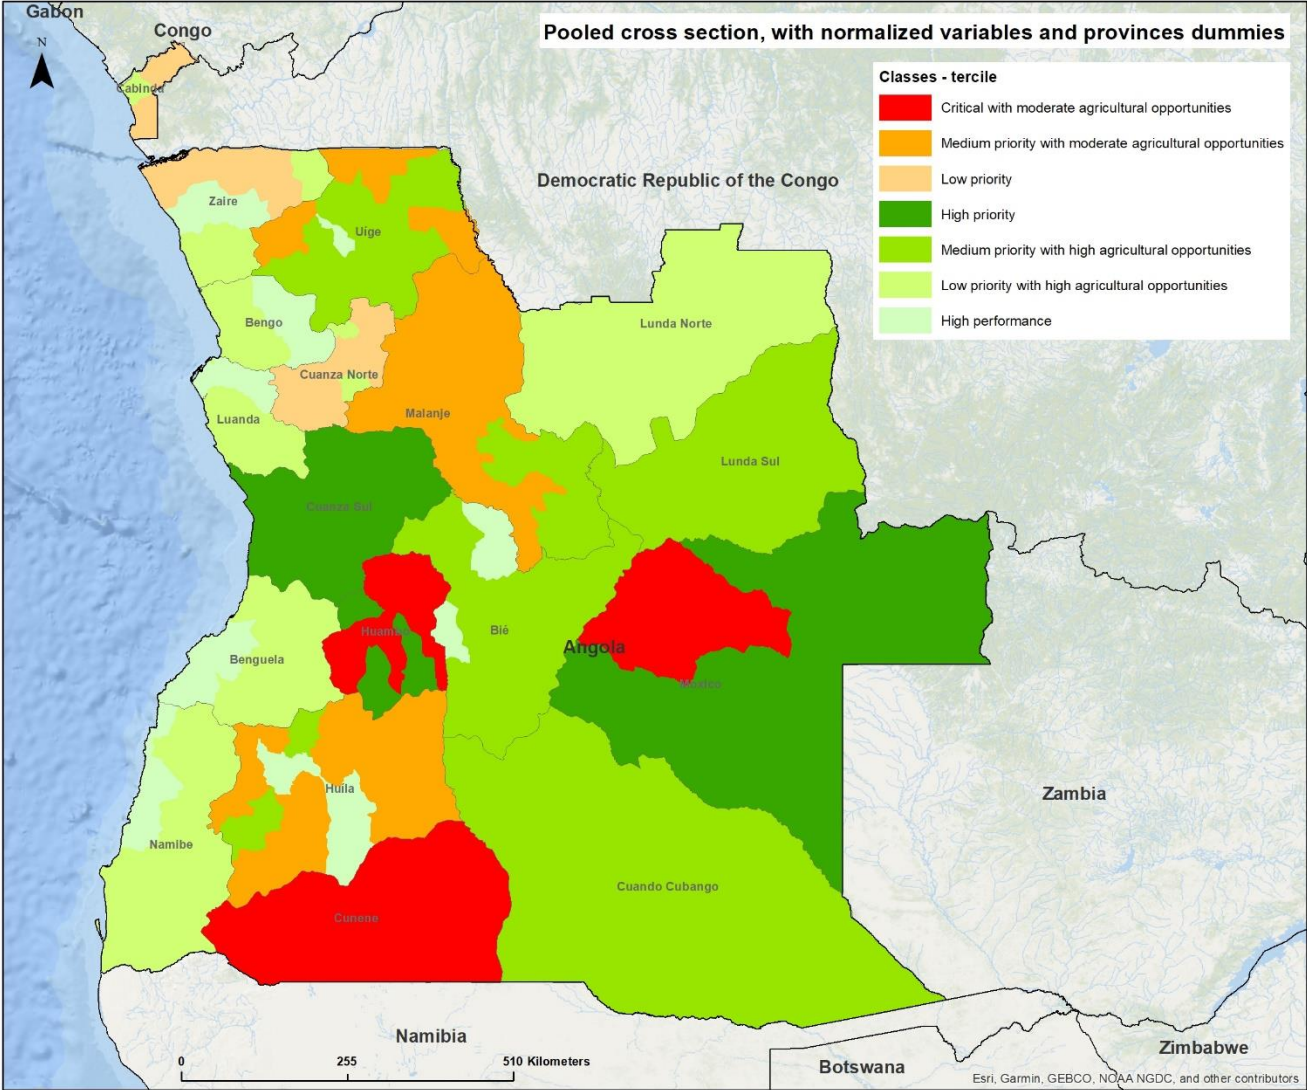 Gabon
Congo
Pooled cross section, with normalized variables and provinces dummies
N
Classes - tercile
Critical with moderate agricultural opportunities
Medium priority with moderate agricultural opportunities
Low priority
High priority
Medium priority with high agricultural opportunities
Low priority with high agricultural opportunities
High performance
Cabinda
Democratic Republic of the Congo
Zaire
Uíge
Bengo
Lunda Norte
Cuanza Norte
Malanje
Luanda
Lunda Sul
Cuanza Sul
Huambo
Bié
Angola
Benguela
Moxico
Huíla
Zambia
Namibe
Cuando Cubango
Cunene
Namibia
Zimbabwe
Botswana
0 255 510 Kilometers
Esri, Garmin, GEBCO, NOAA NGDC, and other contributors